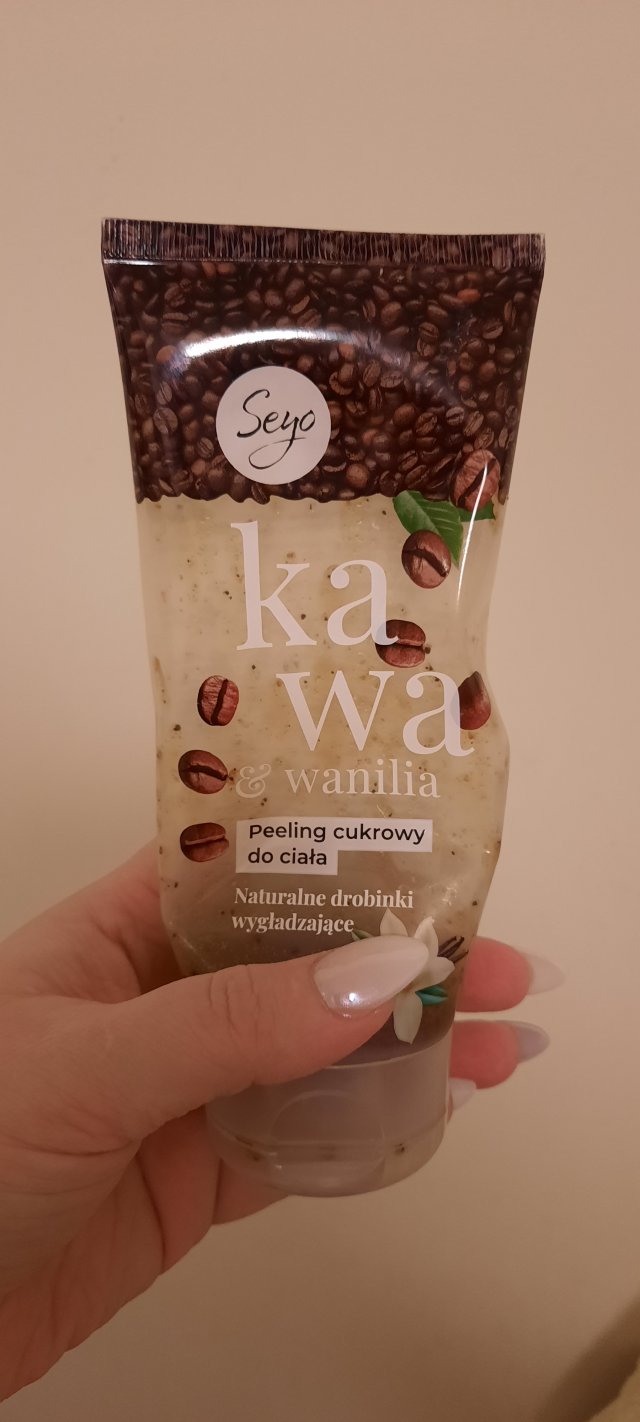 Seyo
ka
wa
& wanilia
Peeling cukrowy
do ciała
Naturalne drobinki
wygładzające